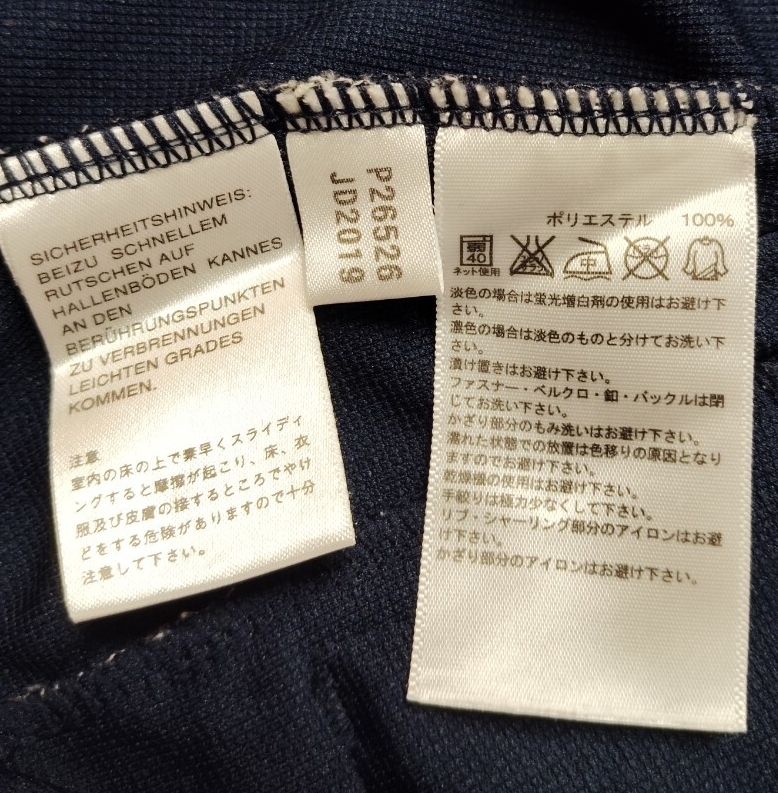 SICHERHEITSHINWEIS:
BEIZU SCHNELLEM
RUTSCHEN AUF
HALLENBÖDEN KANNES
AN DEN
BERÜHRUNGSPUNKTEN
ZU VERBRENNUNGEN
LEICHTEN GRADES
KOMMEN.
注意
室内の床の上で素早くスライディ
ングすると摩擦が起こり、床、衣
服及び皮膚の接するところでやけ
どをする危険がありますので十分
注意して下さい。
P26526
JD2019
ポリエステル 100%
弱
40
ネット使用
中
淡色の場合は蛍光増白剤の使用はお避け下
さい。
濃色の場合は淡色のものと分けてお洗い下
さい。
漬け置きはお避け下さい。
ファスナー・ベルクロ・釦・バックルは閉
じてお洗い下さい。
かざり部分のもみ洗いはお避け下さい。
濡れた状態での放置は色移りの原因となり
ますのでお避け下さい。
乾燥機の使用はお避け下さい。
手絞りは極力少なくして下さい。
リブ・シャーリング部分のアイロンはお避
け下さい。
かざり部分のアイロンはお避け下さい。